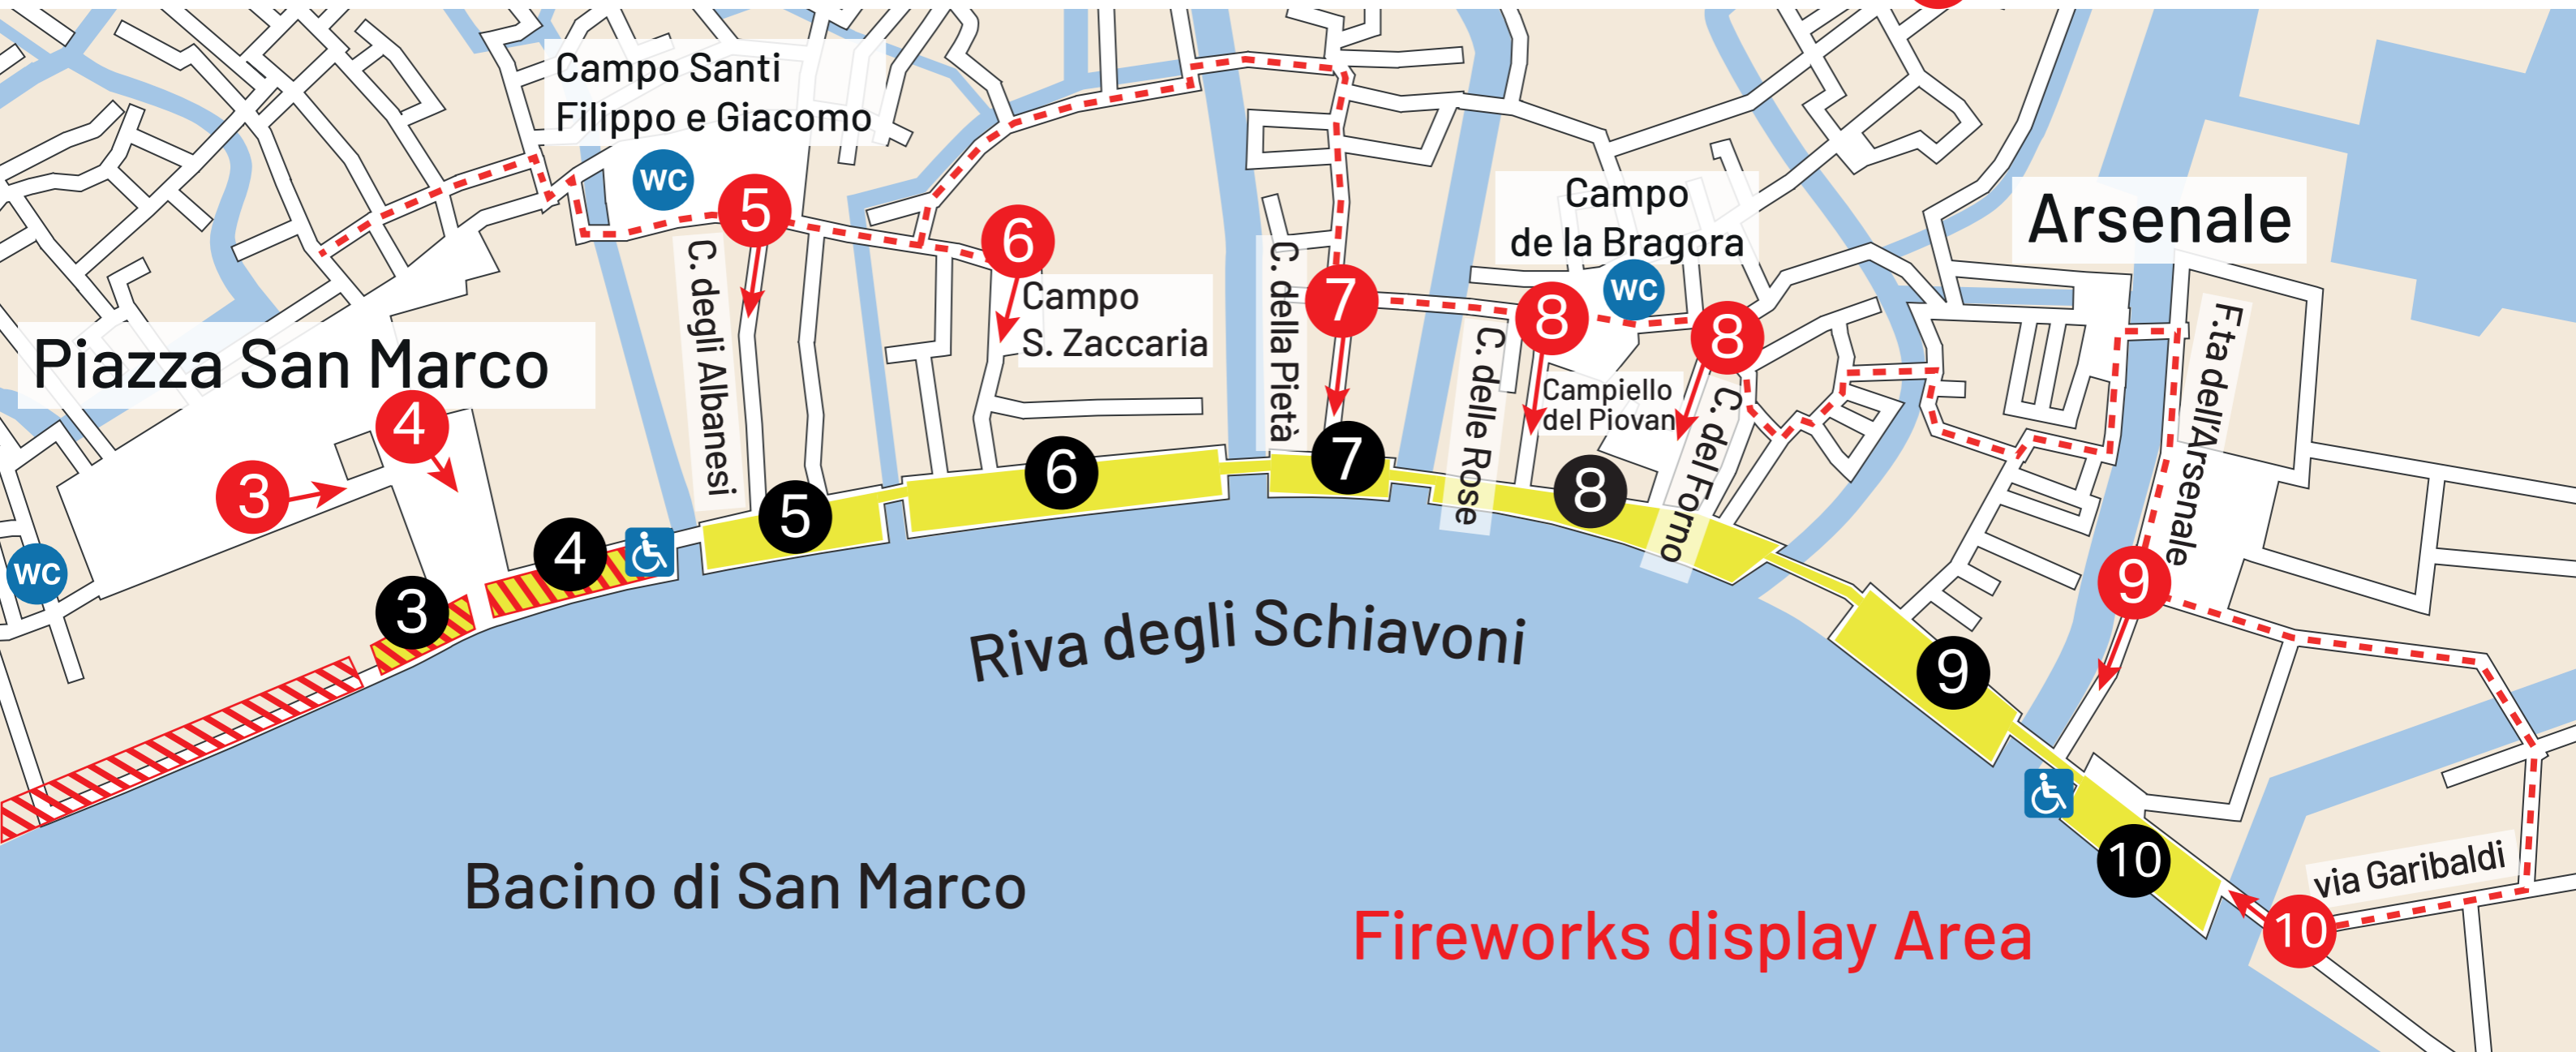 Campo Santi
Filippo e Giacomo
WC
5
6
C. degli Albanesi
Campo
S. Zaccaria
C. della Pietà
7
Campo
de la Bragora
WC
8
8
C. delle Rose
Campiello
del Piovan
C. del Forno
Arsenale
F.ta dell'Arsenale
9
Piazza San Marco
4
3
WC
3
4
5
6
7
8
9
10
10
via Garibaldi
Riva degli Schiavoni
Bacino di San Marco
Fireworks display Area